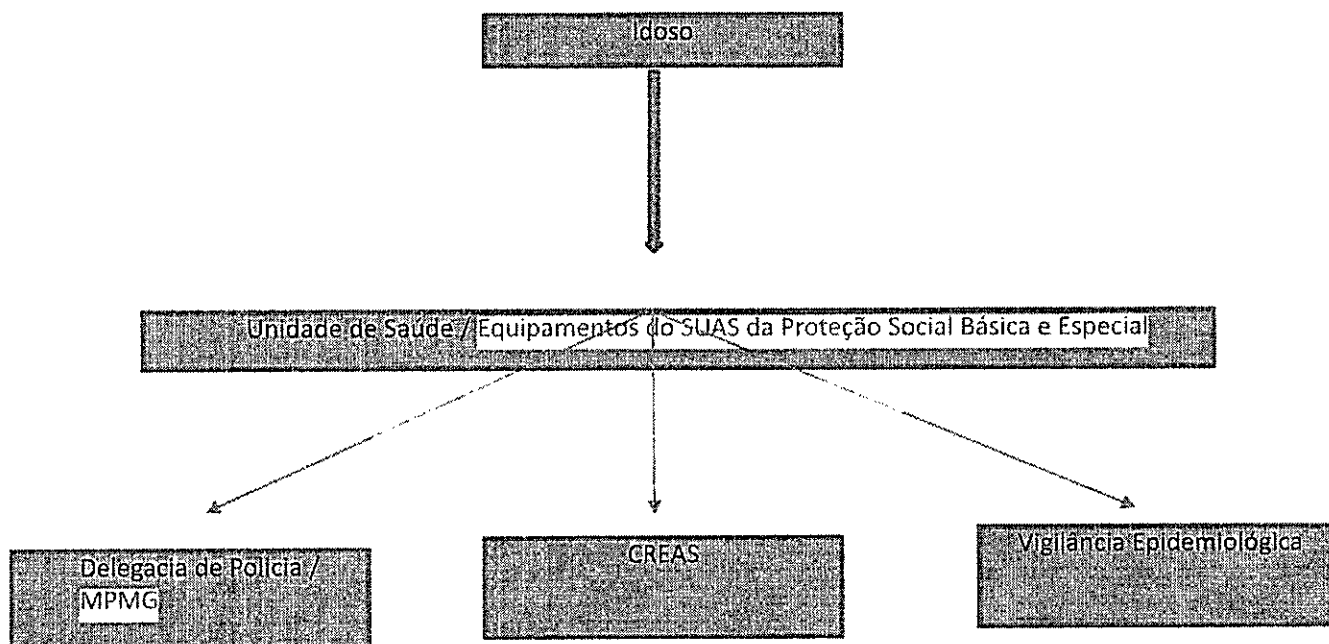 Idoso
Unidade de Saúde / Equipamentos do SUAS da Proteção Social Básica e Especial
Delegacia de Polícia /
MPMG
CREAS
Vigilância Epidemiológica